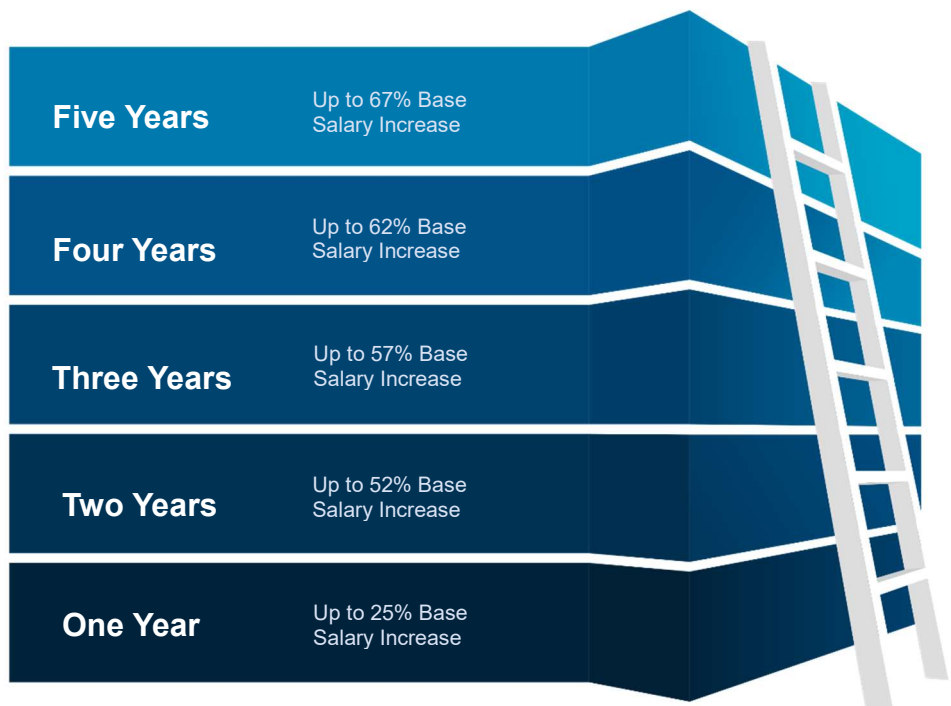 Five Years
Up to 67% Base
Salary Increase
Four Years
Up to 62% Base
Salary Increase
Three Years
Up to 57% Base
Salary Increase
Two Years
Up to 52% Base
Salary Increase
One Year
Up to 25% Base
Salary Increase